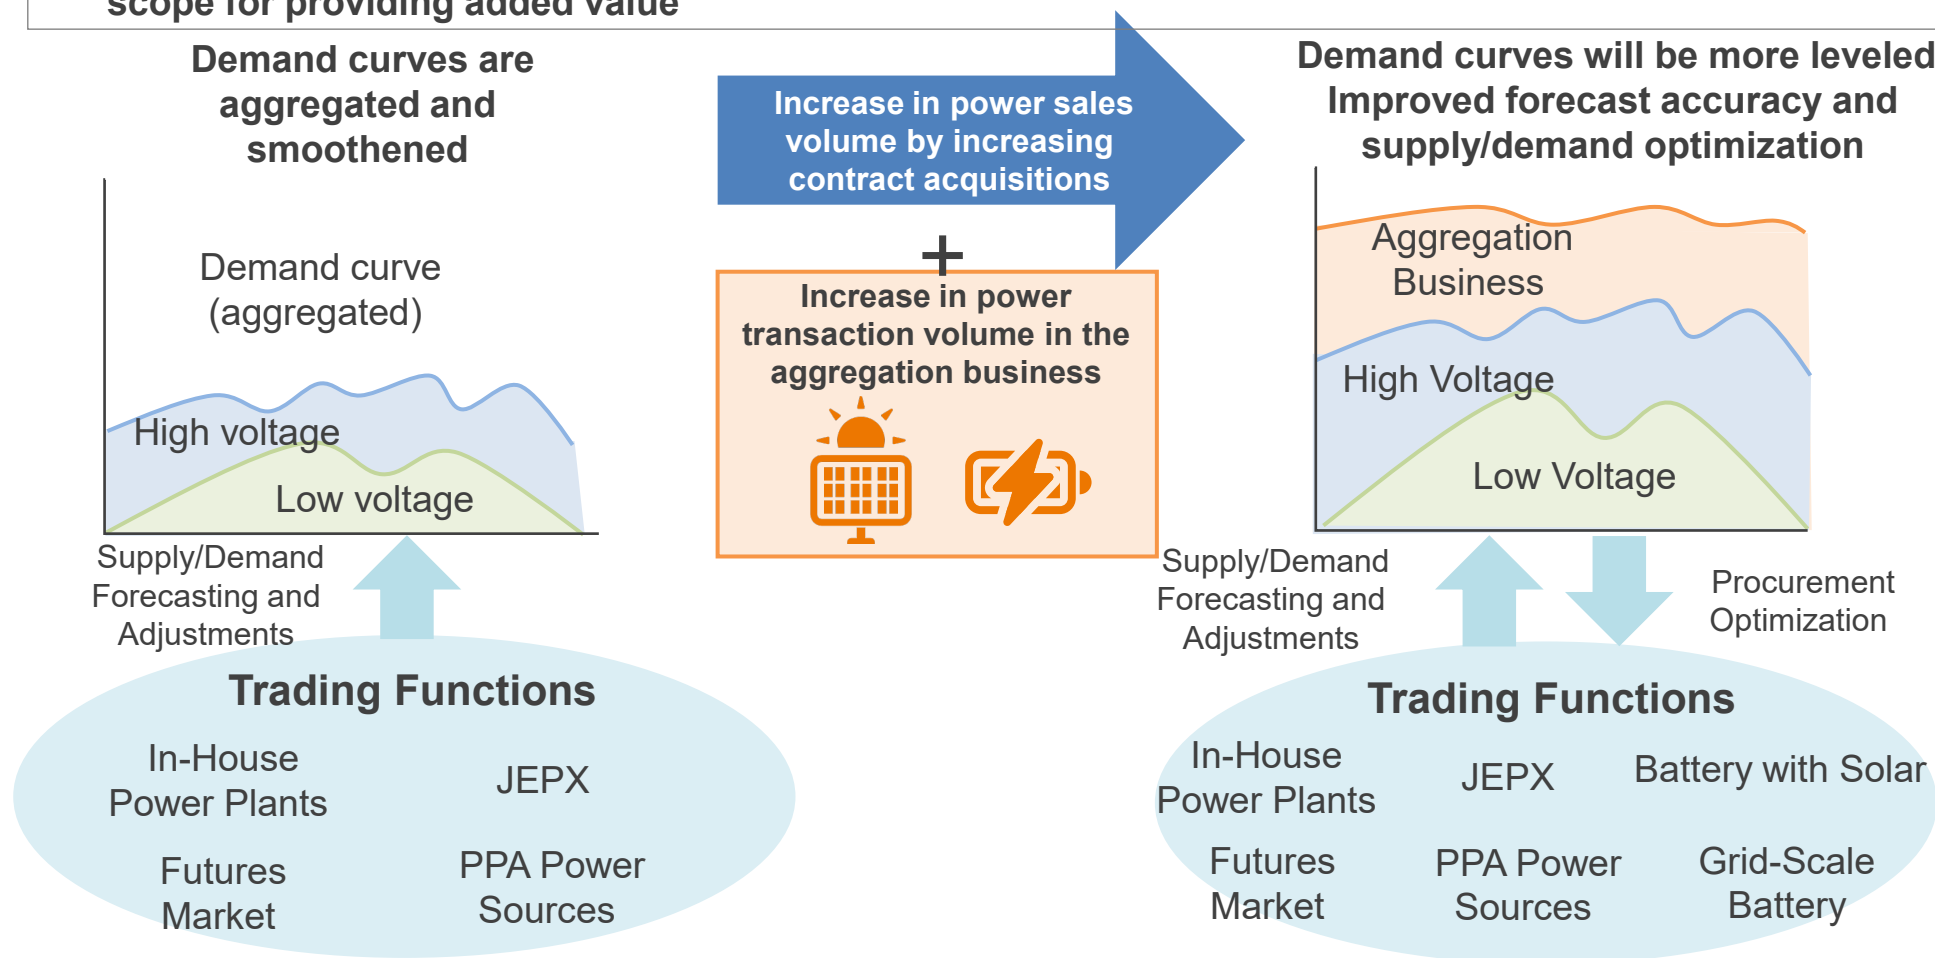 scope for providing added value
Demand curves are
aggregated and
smoothened
Demand curve
(aggregated)
High voltage
Low voltage
Supply/Demand
Forecasting and
Adjustments
Trading Functions
In-House
Power Plants
JEPX
Futures
Market
PPA Power
Sources
Increase in power sales
volume by increasing
contract acquisitions
+
Increase in power
transaction volume in the
aggregation business
Demand curves will be more leveled
Improved forecast accuracy and
supply/demand optimization
Aggregation
Business
High Voltage
Low Voltage
Supply/Demand
Forecasting and
Adjustments
Procurement
Optimization
Trading Functions
In-House
Power Plants
JEPX
Battery with Solar
Futures
Market
PPA Power
Sources
Grid-Scale
Battery